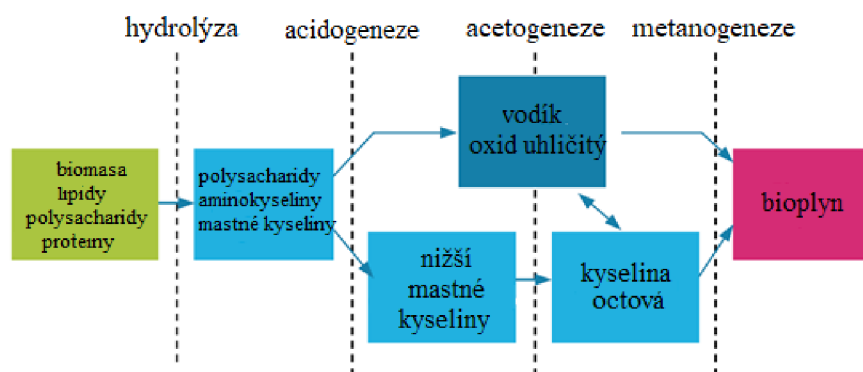 hydrolýza
acidogeneze
acetogeneze
metanogeneze
biomasa
lipidy
polysacharidy
proteiny
polysacharidy
aminokyseliny
mastné kyseliny
vodík
oxid uhličitý
nižší
mastné
kyseliny
kyselina
octová
bioplyn